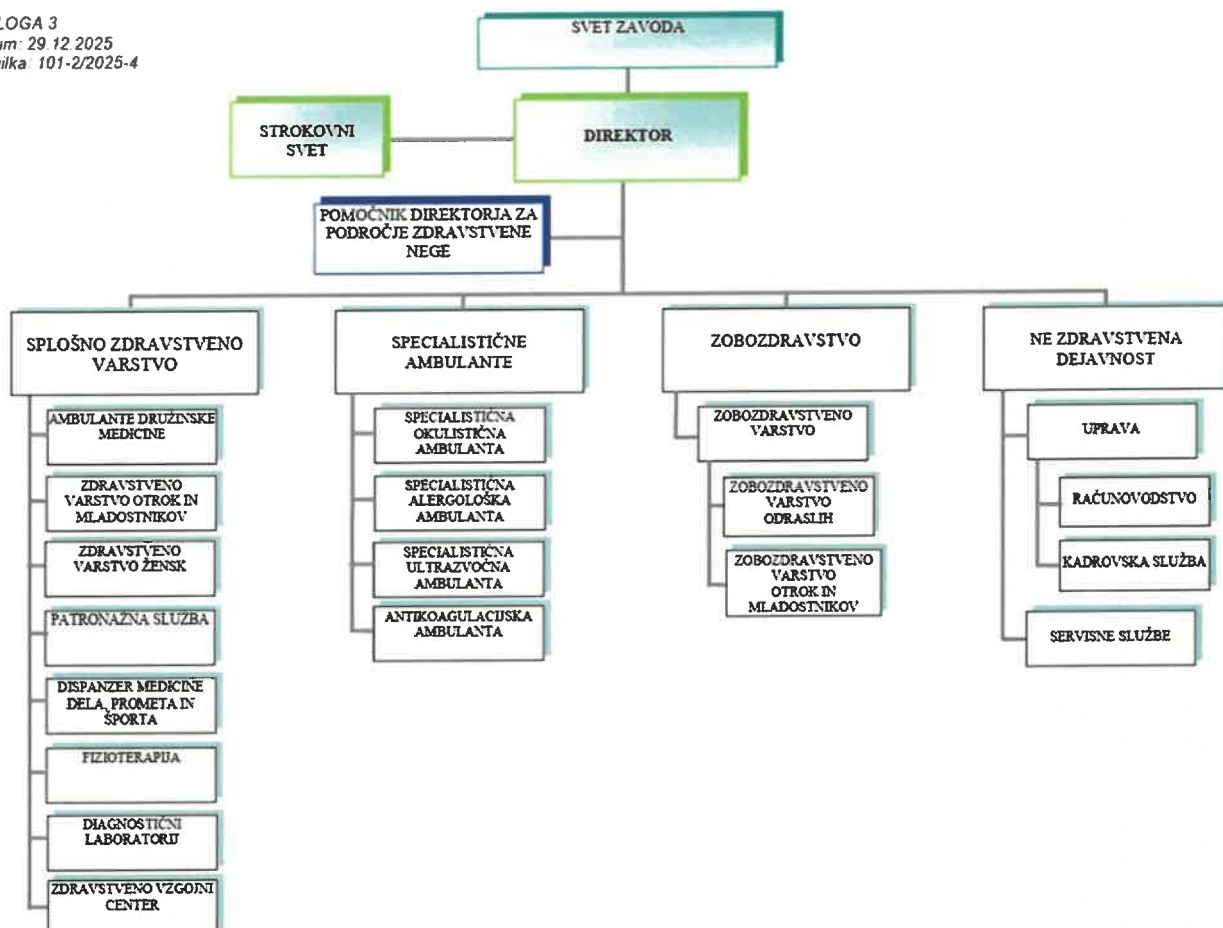 LOGA 3
29.12.2025
101-2/2025-4
SVET ZAVODA
STROKOVNI
SVET
DIREKTOR
POMOČNIK DIREKTORJA ZA
PODROČJE ZDRAVSTVENE
NEGE
SPLOŠNO ZDRAVSTVENO
VARSTVO
AMBULANTE DRUŽINSKE
MEDICINE
ZDRAVSTVENO
VARSTVO OTROK IN
MLADOSTNIKOV
ZDRAVSTVENO
VARSTVO ŽENSK
PATRONAŽNA SLUŽBA
DISPANZER MEDICINE
DELA, PROMETA IN
ŠPORTA
FIZIOTERAPIJA
DIAGNOSTIČNI
LABORATORIJ
ZDRAVSTVENO VZGOJNI
CENTER
SPECIALISTIČNE
AMBULANTE
SPECIALISTIČNA
OKULISTIČNA
AMBULANTA
SPECIALISTIČNA
ALERGOLOŠKA
AMBULANTA
SPECIALISTIČNA
ULTRAZVOČNA
AMBULANTA
ANTIKOAGULACIJSKA
AMBULANTA
ZOBOZDRAVSTVO
ZOBOZDRAVSTVENO
VARSTVO
ZOBOZDRAVSTVENO
VARSTVO
ODRASLIH
ZOBOZDRAVSTVENO
VARSTVO
OTROK IN
MLADOSTNIKOV
NE ZDRAVSTVENA
DEJAVNOST
UPRAVA
RAČUNOVODSTVO
KADROVSKA SLUŽBA
SERVISNE SLUŽBE